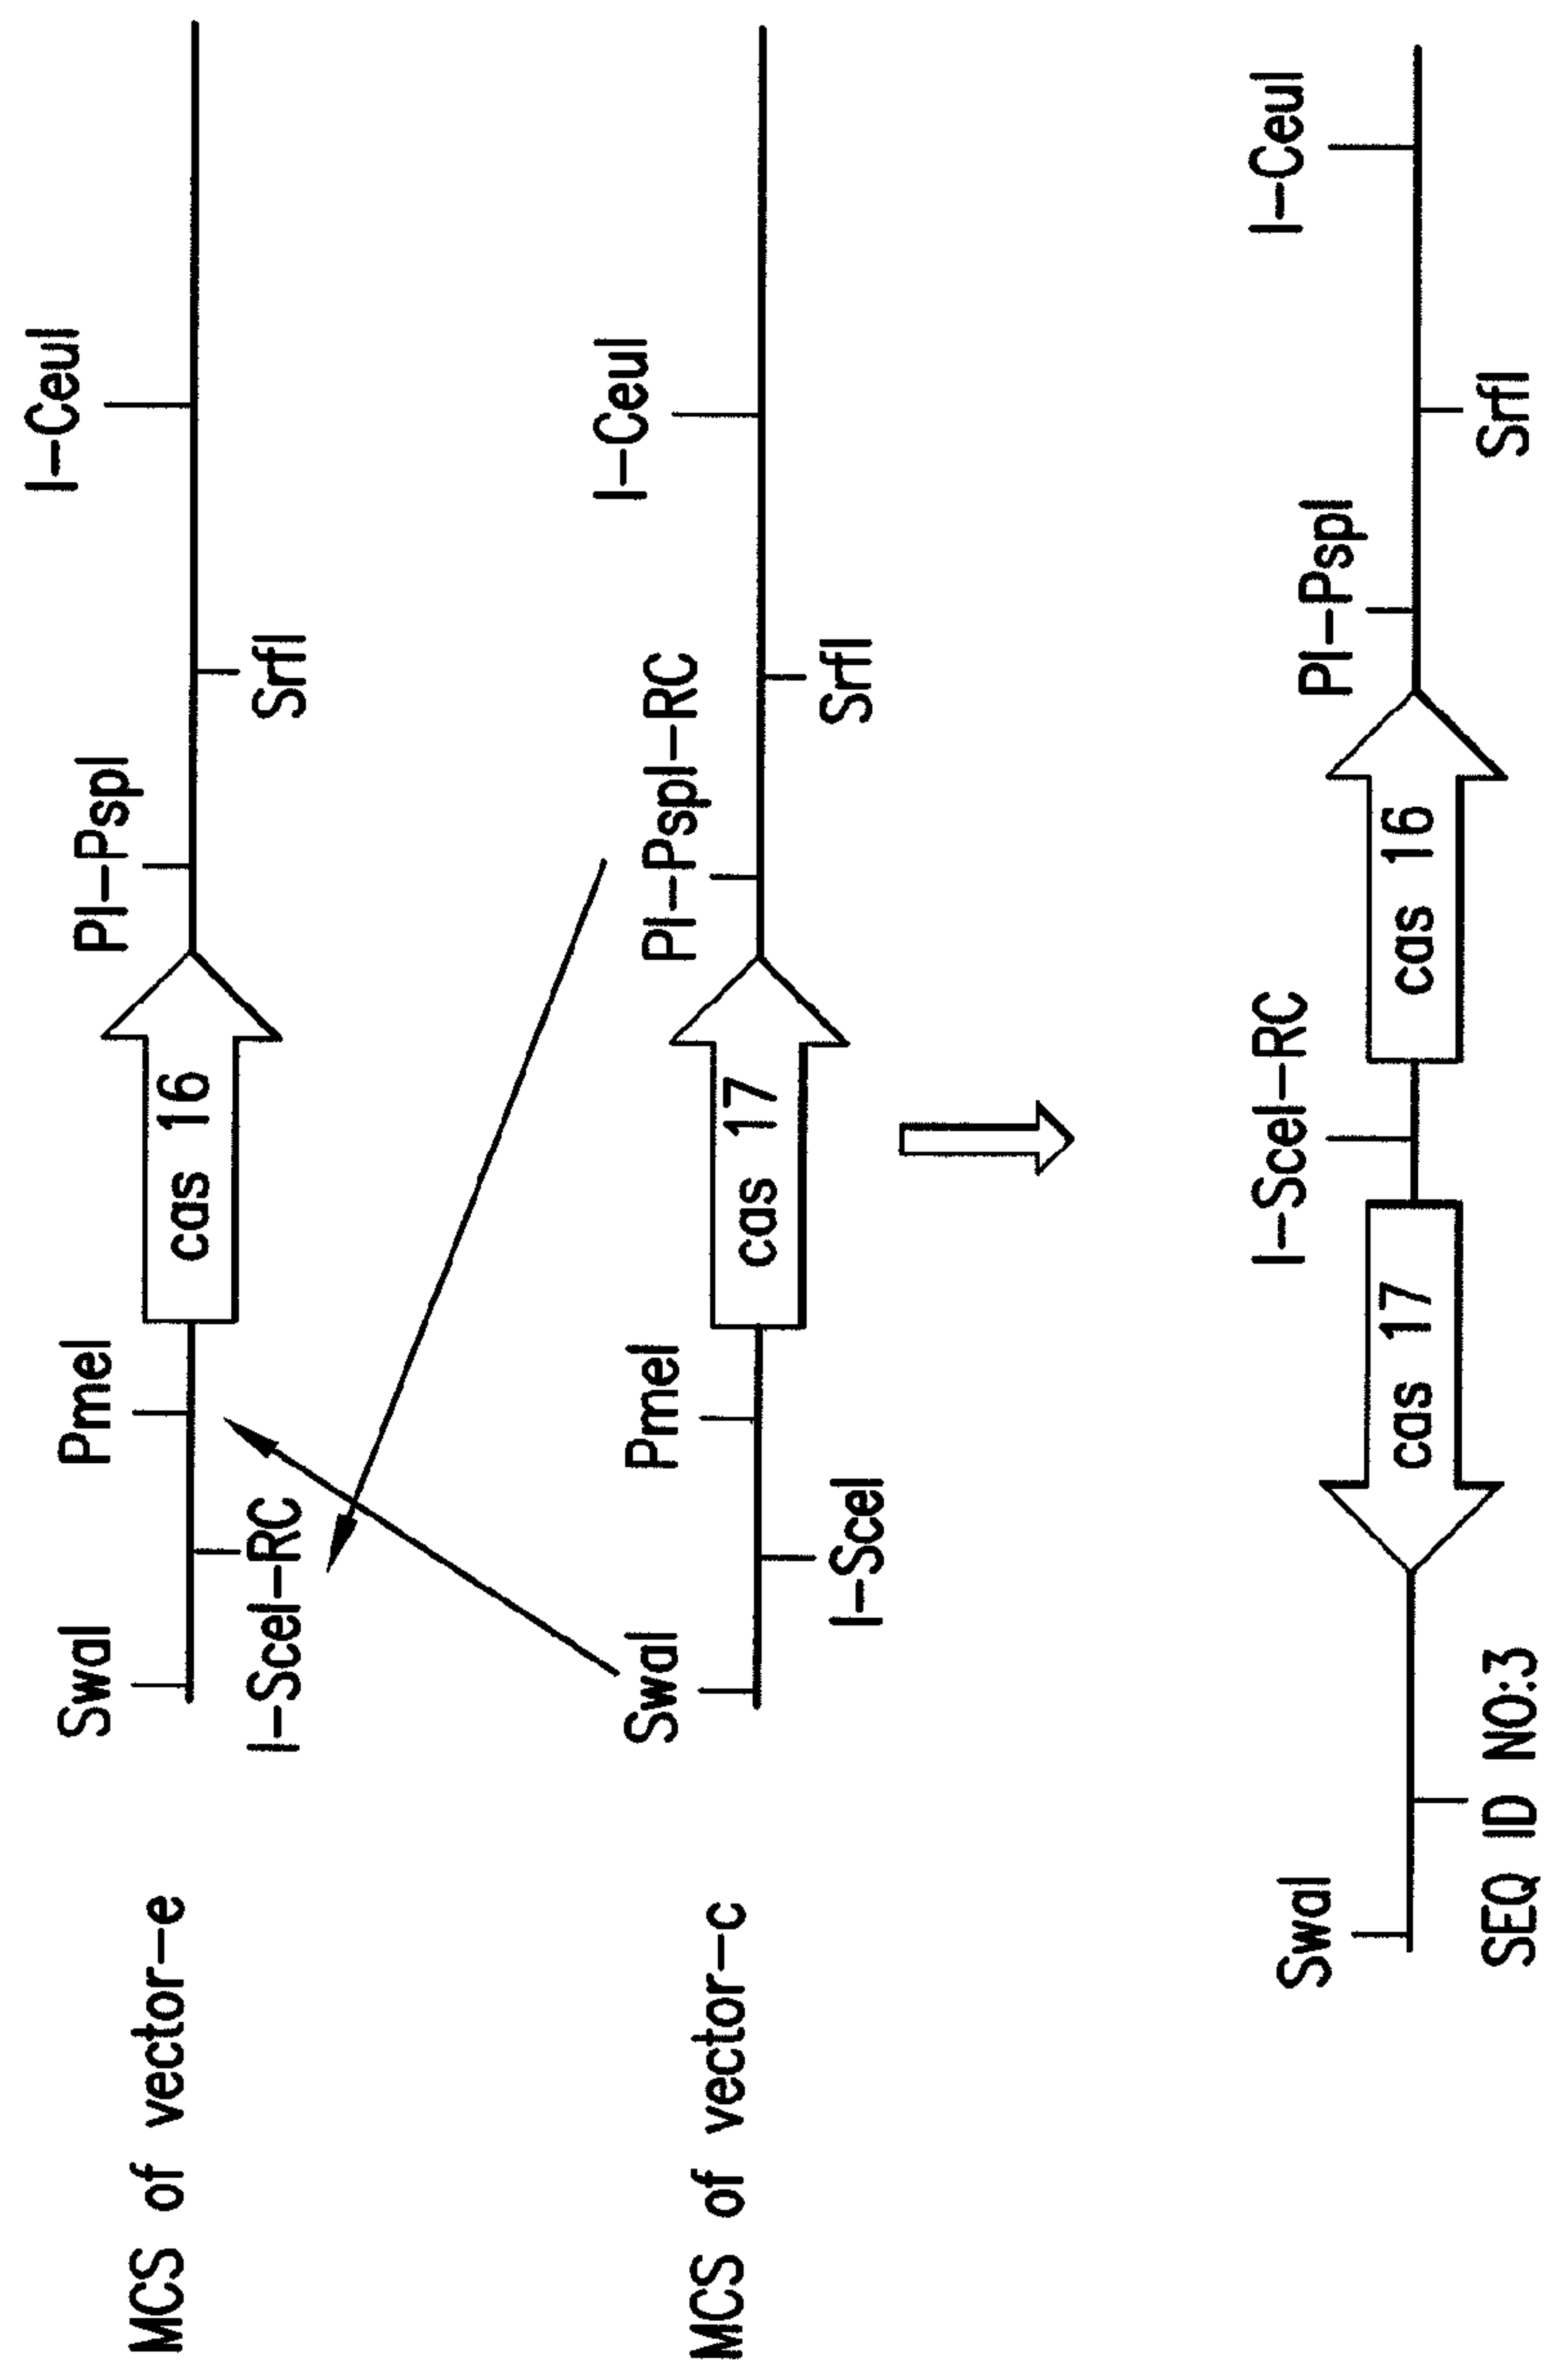 MCS of vector-e
SwaI
I-SceI-RC
PmeI
cas 16
PI-PspI
SrfI
I-CeuI
MCS of vector-c
SwaI
I-SceI
PmeI
cas 17
PI-PspI-RC
SrfI
I-CeuI
SwaI
SEQ ID NO:3
cas 17
I-SceI-RC
cas 16
PI-PspI
SrfI
I-CeuI